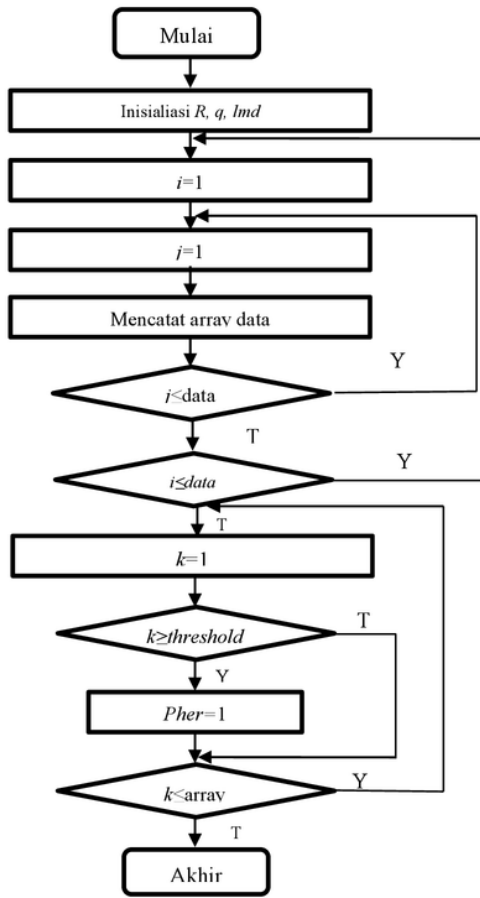 Mulai
Inisialiasi R, q, lmd
i=1
j=1
Mencatat array data
j≤data
Y
T
i≤data
Y
T
k=1
k≥threshold
T
Y
Pher=1
k≤array
Y
T
Akhir